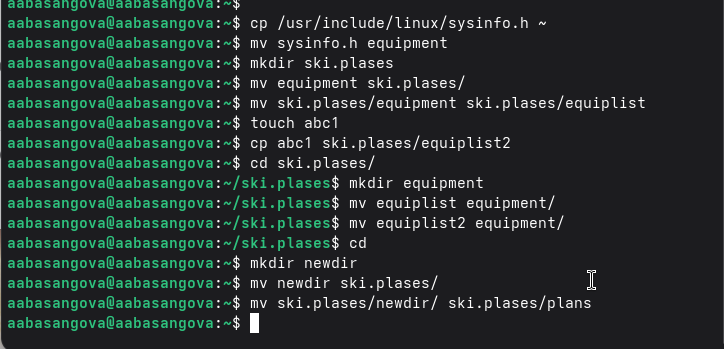 aabasangova@aabasangova:~$
aabasangova@aabasangova:~$ cp /usr/include/linux/sysinfo.h ~
aabasangova@aabasangova:~$ mv sysinfo.h equipment
aabasangova@aabasangova:~$ mkdir ski.plases
aabasangova@aabasangova:~$ mv equipment ski.plases/
aabasangova@aabasangova:~$ mv ski.plases/equipment ski.plases/equiplist
aabasangova@aabasangova:~$ touch abc1
aabasangova@aabasangova:~$ cp abc1 ski.plases/equiplist2
aabasangova@aabasangova:~$ cd ski.plases/
aabasangova@aabasangova:~/ski.plases$ mkdir equipment
aabasangova@aabasangova:~/ski.plases$ mv equiplist equipment/
aabasangova@aabasangova:~/ski.plases$ mv equiplist2 equipment/
aabasangova@aabasangova:~/ski.plases$ cd
aabasangova@aabasangova:~$ mkdir newdir
aabasangova@aabasangova:~$ mv newdir ski.plases/
aabasangova@aabasangova:~$ mv ski.plases/newdir/ ski.plases/plans
aabasangova@aabasangova:~$